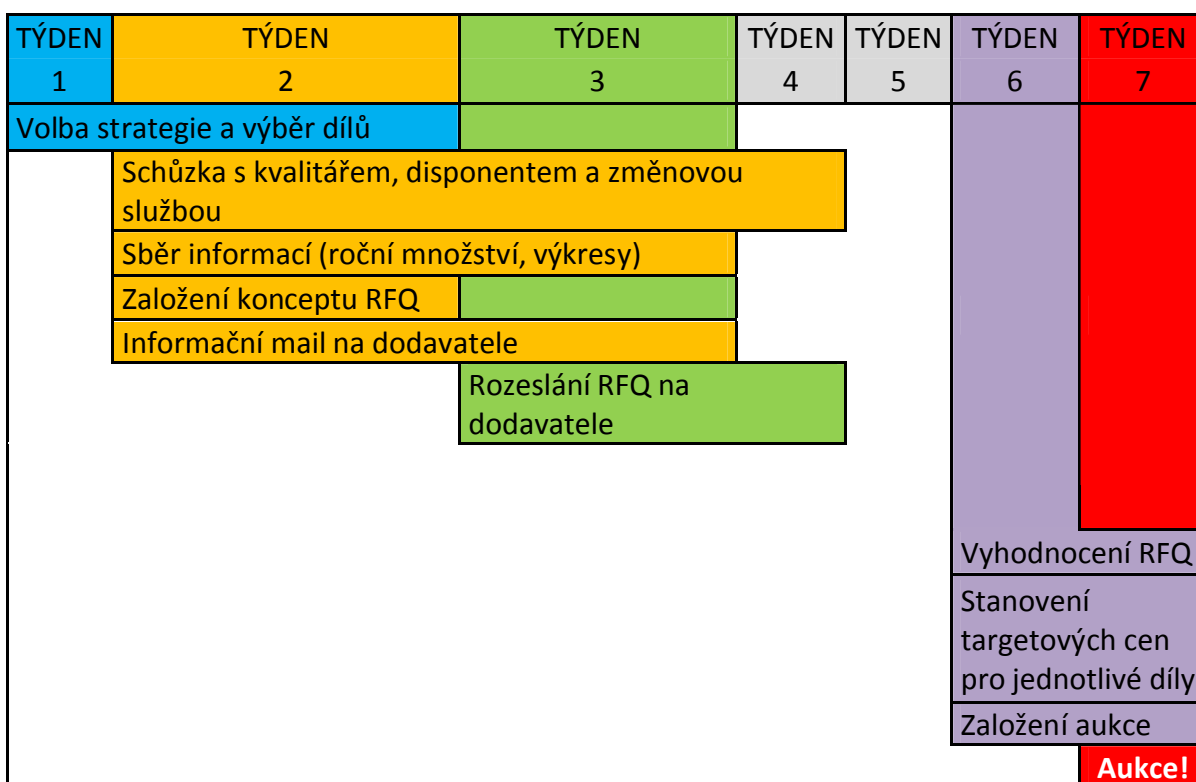 TÝDEN TÝDEN TÝDEN TÝDEN TÝDEN TÝDEN TÝDEN
1 2 3 4 5 6 7
Volba strategie a výběr dílů
Schůzka s kvalitářem, disponentem a změnovou
službou
Sběr informací (roční množství, výkresy)
Založení konceptu RFQ
Informační mail na dodavatele
Rozeslání RFQ na
dodavatele
Vyhodnocení RFQ
Stanovení
targetových cen
pro jednotlivé díly
Založení aukce
Aukce!